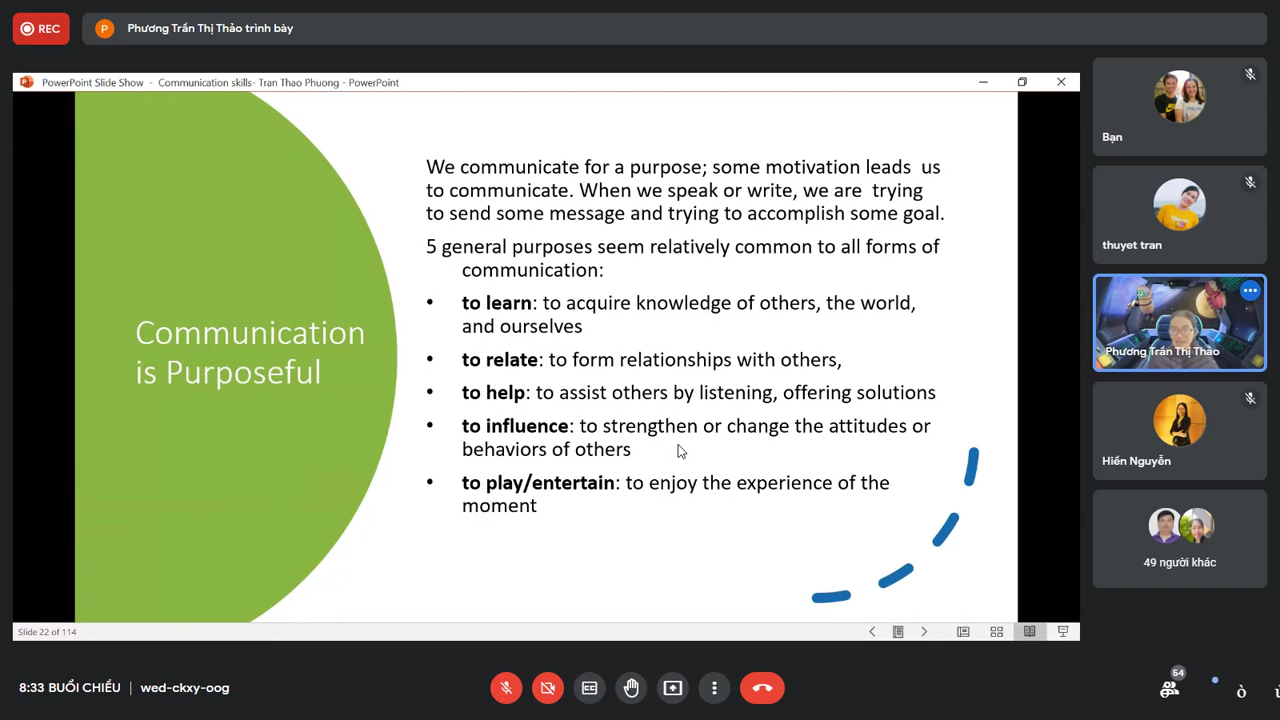 REC
P
Phương Trần Thị Thảo trình bày
PowerPoint Slide Show - Communication skills- Tran Thao Phuong - PowerPoint
We communicate for a purpose; some motivation leads us
to communicate. When we speak or write, we are trying
to send some message and trying to accomplish some goal.
5 general purposes seem relatively common to all forms of
communication:
• to learn: to acquire knowledge of others, the world,
and ourselves
• to relate: to form relationships with others,
• to help: to assist others by listening, offering solutions
• to influence: to strengthen or change the attitudes or
behaviors of others
• to play/entertain: to enjoy the experience of the
moment
Communication
is Purposeful
Slide 22 of 114
Bạn
thuyet tran
Phương Trần Thị Thảo
Hiền Nguyễn
49 người khác
8:33 BUỔI CHIỀU | wed-ckxy-oog
54